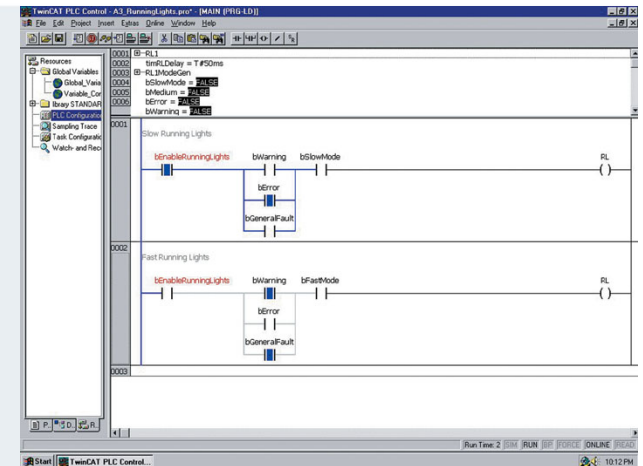 TwinCAT PLC Control - A3_RunningLights.pro* - [MAIN (PRG-LD)]
File Edit Project Insert Extras Online Window Help
Resources
Global Variables
Global_Varia
Variable_Con
library STANDAR
PLC Configuratio
Sampling Trace
Task Configuratio
Watch- and Rec
0001 RL1
0002 timRLDelay = T#50ms
0003 RL1ModeGen
0004 bSlowMode = FALSE
0005 bMedium = FALSE
0006 bError = FALSE
bWarning = FALSE
0001
Slow Running Lights
bEnableRunningLights bWarning bSlowMode RL
bError
bGeneralFault
0002
Fast Running Lights
bEnableRunningLights bWarning bFastMode RL
bError
bGeneralFault
0003
P.. D.. R..
Run Time: 2 SIM RUN BP FORCE ONLINE READ
Start TwinCAT PLC Control... 10:12 PM